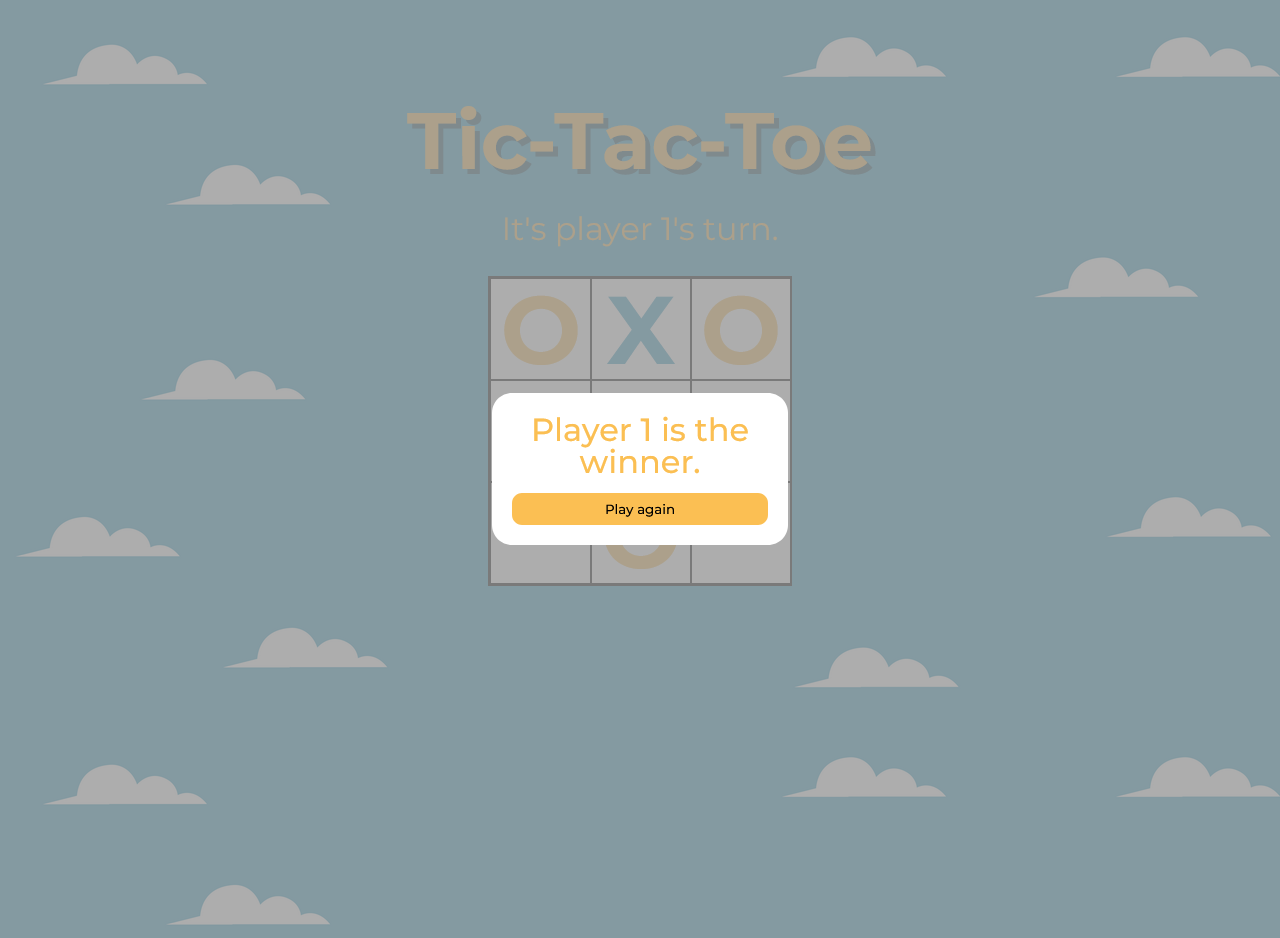 Tic-Tac-Toe
It's player 1's turn.
O X O
Player 1 is the
winner.
Play again
O